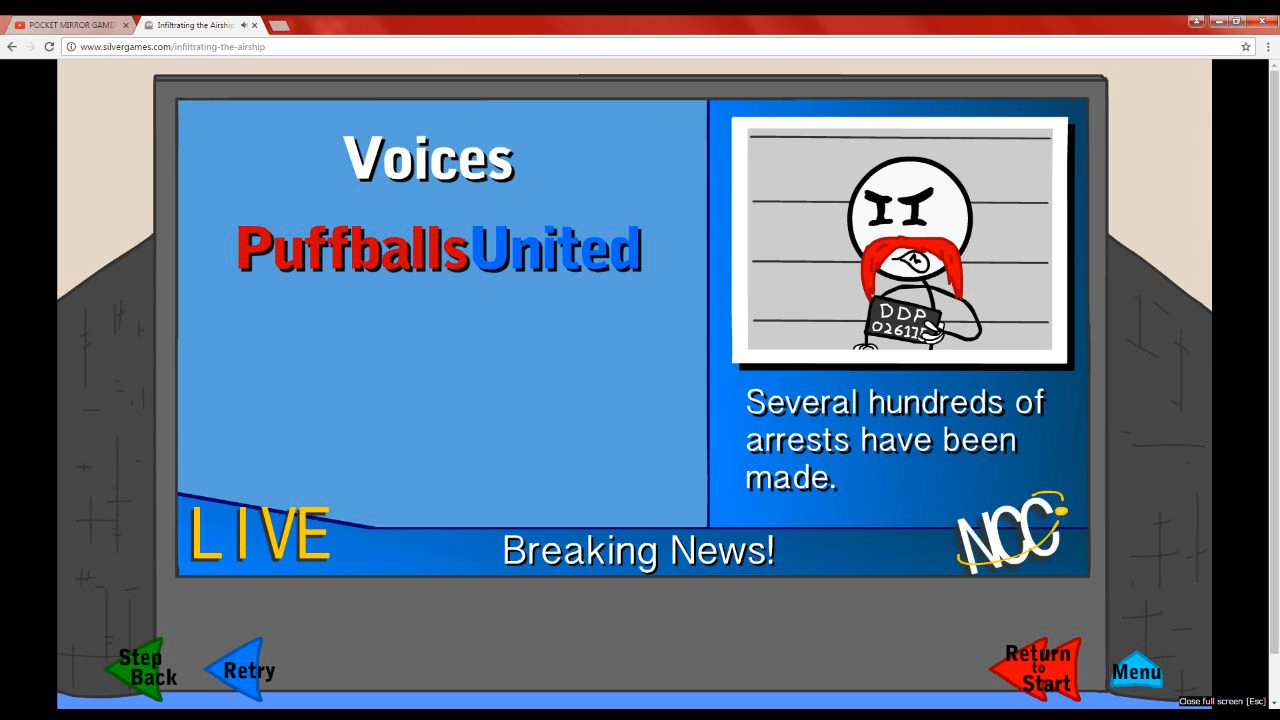 POCKET MIRROR GAME
Infiltrating the Airship
www.silvergames.com/infiltrating-the-airship
Voices
PuffballsUnited
DDP
Several hundreds of
arrests have been
made.
LIVE
Breaking News!
NOC
Step
Back
Retry
Return
to
Start
Menu
Close full screen [Esc]